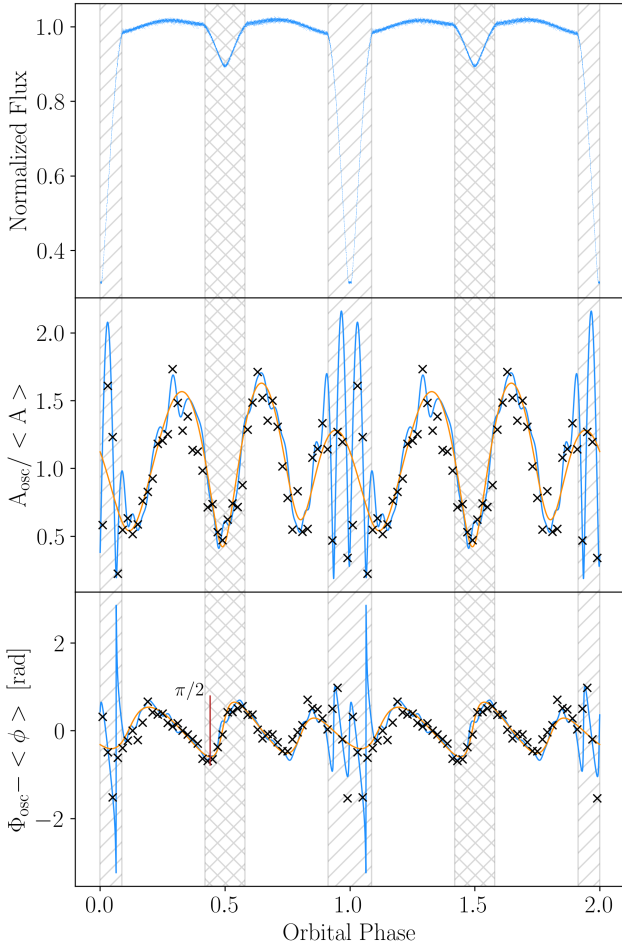 1.0
0.8
0.6
0.4
Normalized Flux
2.0
1.5
1.0
0.5
A_osc/ < A >
2
0
−2
Φ_osc− < ϕ > [rad]
π/2
0.0 0.5 1.0 1.5 2.0
Orbital Phase